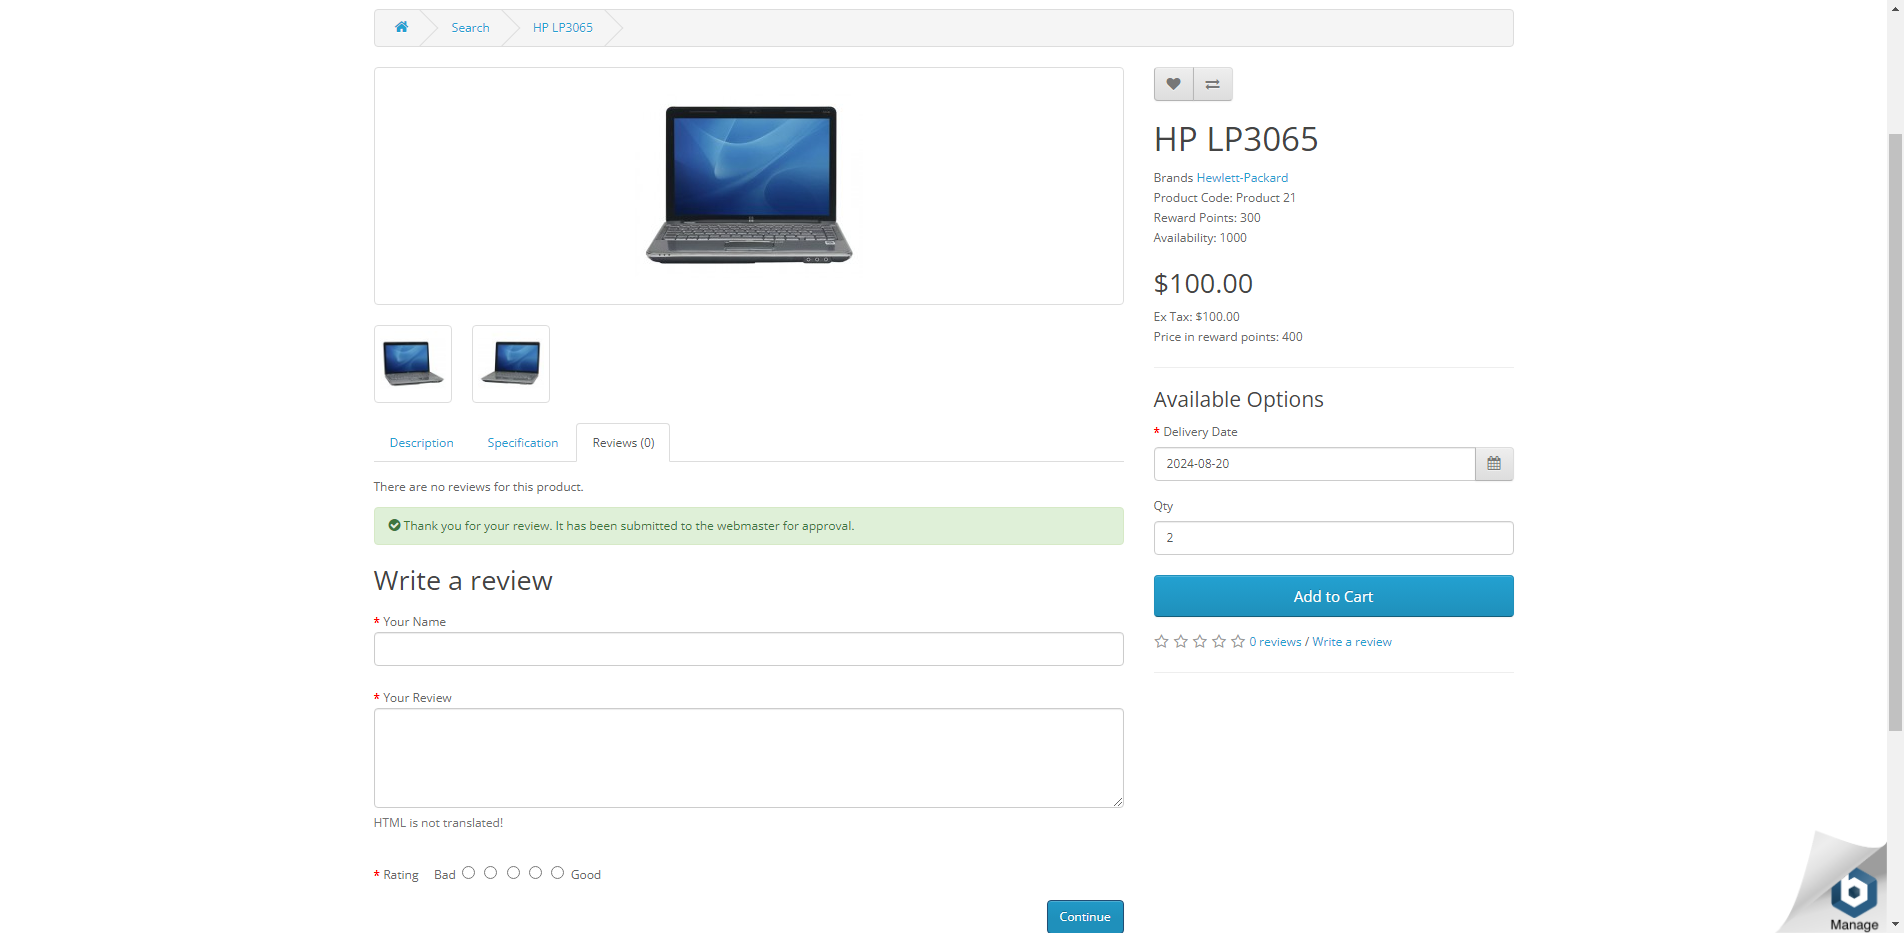 Search
HP LP3065
HP LP3065
Brands Hewlett-Packard
Product Code: Product 21
Reward Points: 300
Availability: 1000
$100.00
Ex Tax: $100.00
Price in reward points: 400
Available Options
* Delivery Date
2024-08-20
Qty
2
Add to Cart
0 reviews / Write a review
Description
Specification
Reviews (0)
There are no reviews for this product.
Thank you for your review. It has been submitted to the webmaster for approval.
Write a review
* Your Name
* Your Review
HTML is not translated!
* Rating Bad Good
Continue
b
Manage